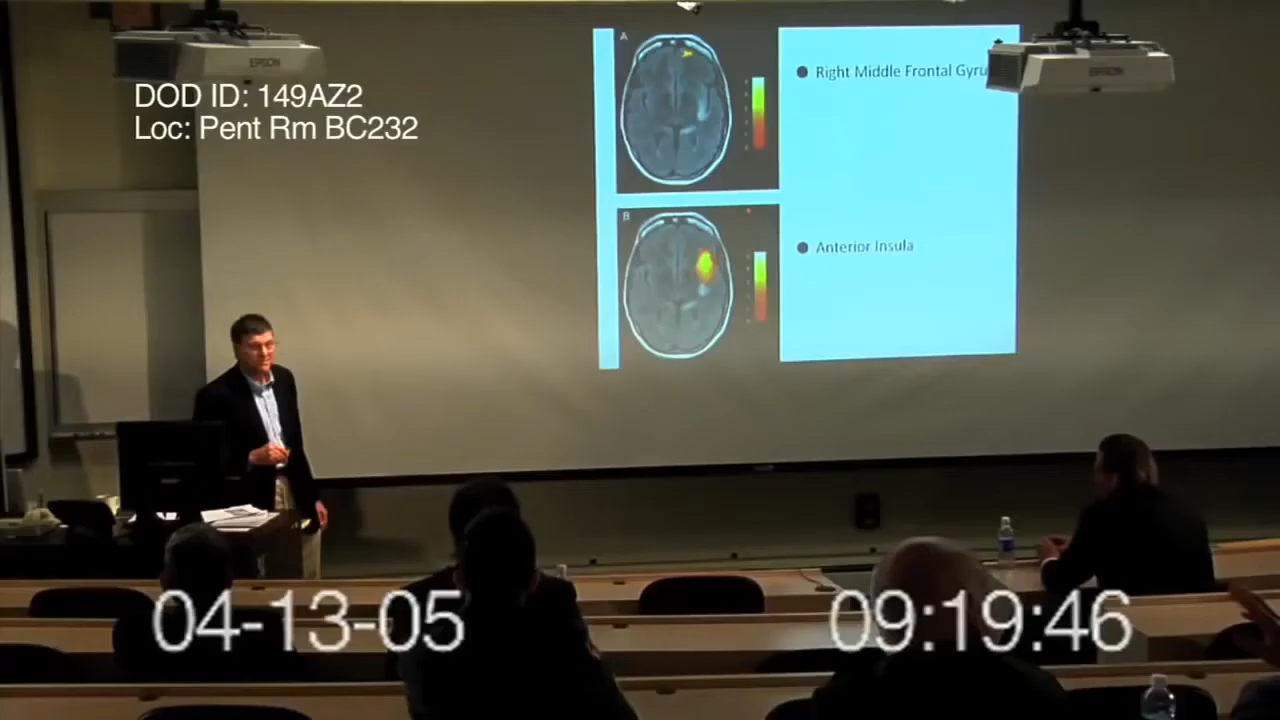 EPSON
EPSON
DOD ID: 149AZ2
Loc: Pent Rm BC232
A
Right Middle Frontal Gyru
B
Anterior Insula
04-13-05
09:19:46